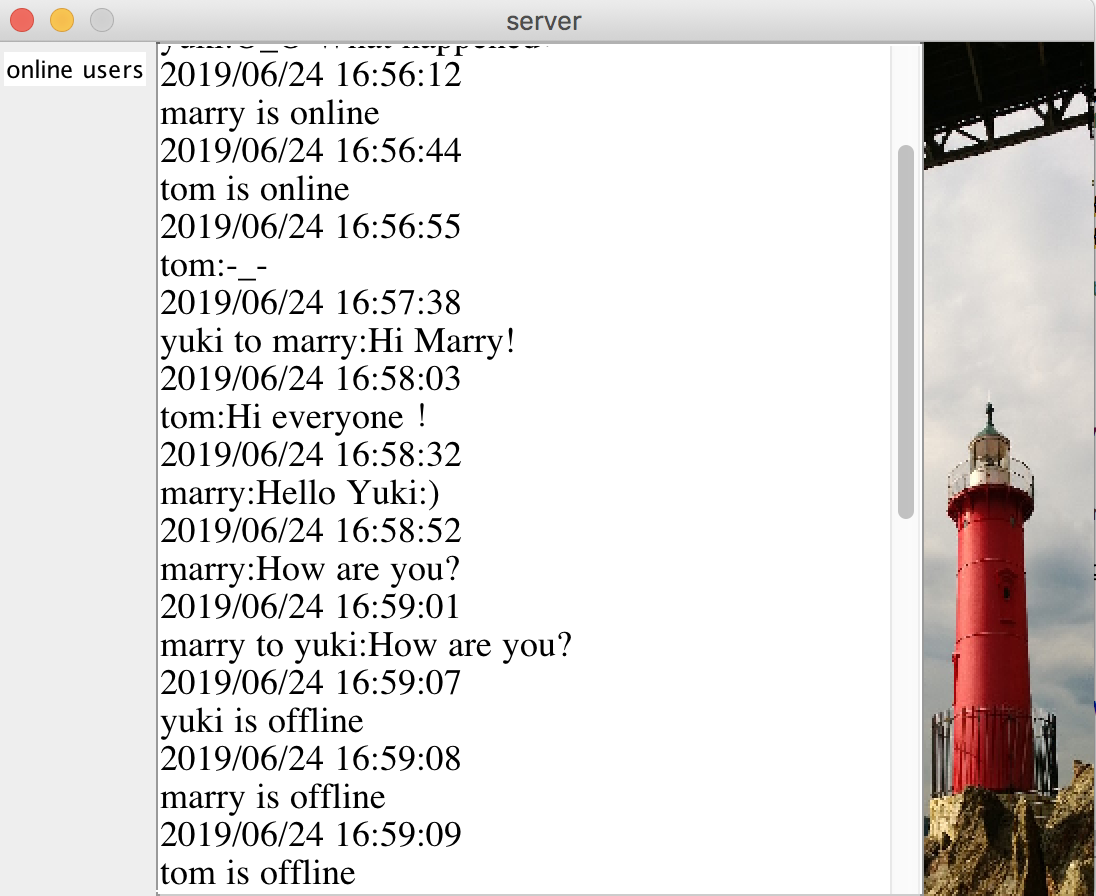 server
online users
What happened
2019/06/24 16:56:12
marry is online
2019/06/24 16:56:44
tom is online
2019/06/24 16:56:55
tom:-_-
2019/06/24 16:57:38
yuki to marry:Hi Marry!
2019/06/24 16:58:03
tom:Hi everyone !
2019/06/24 16:58:32
marry:Hello Yuki:)
2019/06/24 16:58:52
marry:How are you?
2019/06/24 16:59:01
marry to yuki:How are you?
2019/06/24 16:59:07
yuki is offline
2019/06/24 16:59:08
marry is offline
2019/06/24 16:59:09
tom is offline